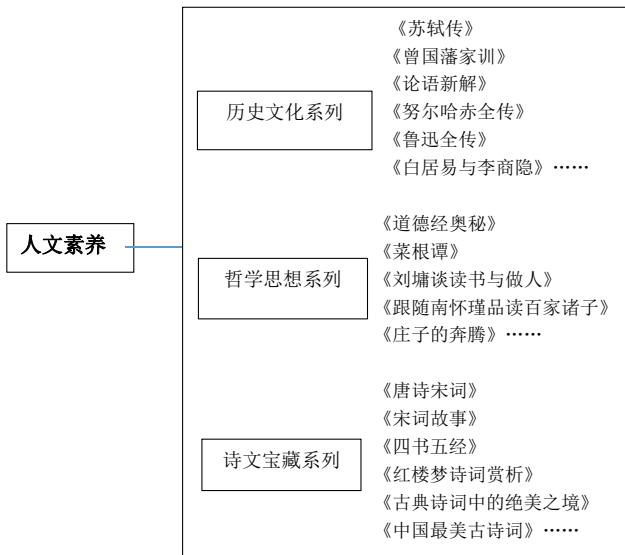 人文素养
历史文化系列
《苏轼传》
《曾国藩家训》
《论语新解》
《努尔哈赤全传》
《鲁迅全传》
《白居易与李商隐》……
哲学思想系列
《道德经奥秘》
《菜根谭》
《刘墉谈读书与做人》
《跟随南怀瑾品读百家诸子》
《庄子的奔腾》……
诗文宝藏系列
《唐诗宋词》
《宋词故事》
《四书五经》
《红楼梦诗词赏析》
《古典诗词中的绝美之境》
《中国最美古诗词》……